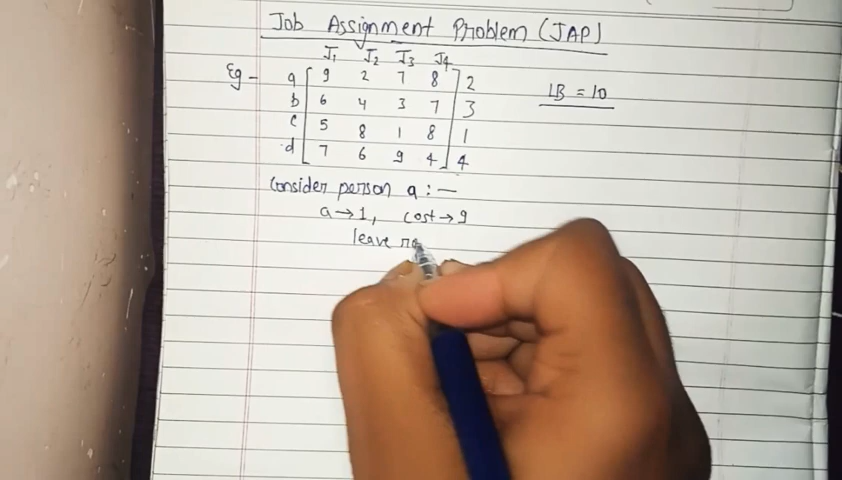 Job Assignment Problem (JAP)
J1 J2 J3 J4
Eg - a 9 2 7 8 2
b 6 4 3 7 3
c 5 8 1 8 1
d 7 6 9 4 4
LB = 10
Consider person a : —
a → 1, cost → 9
leave